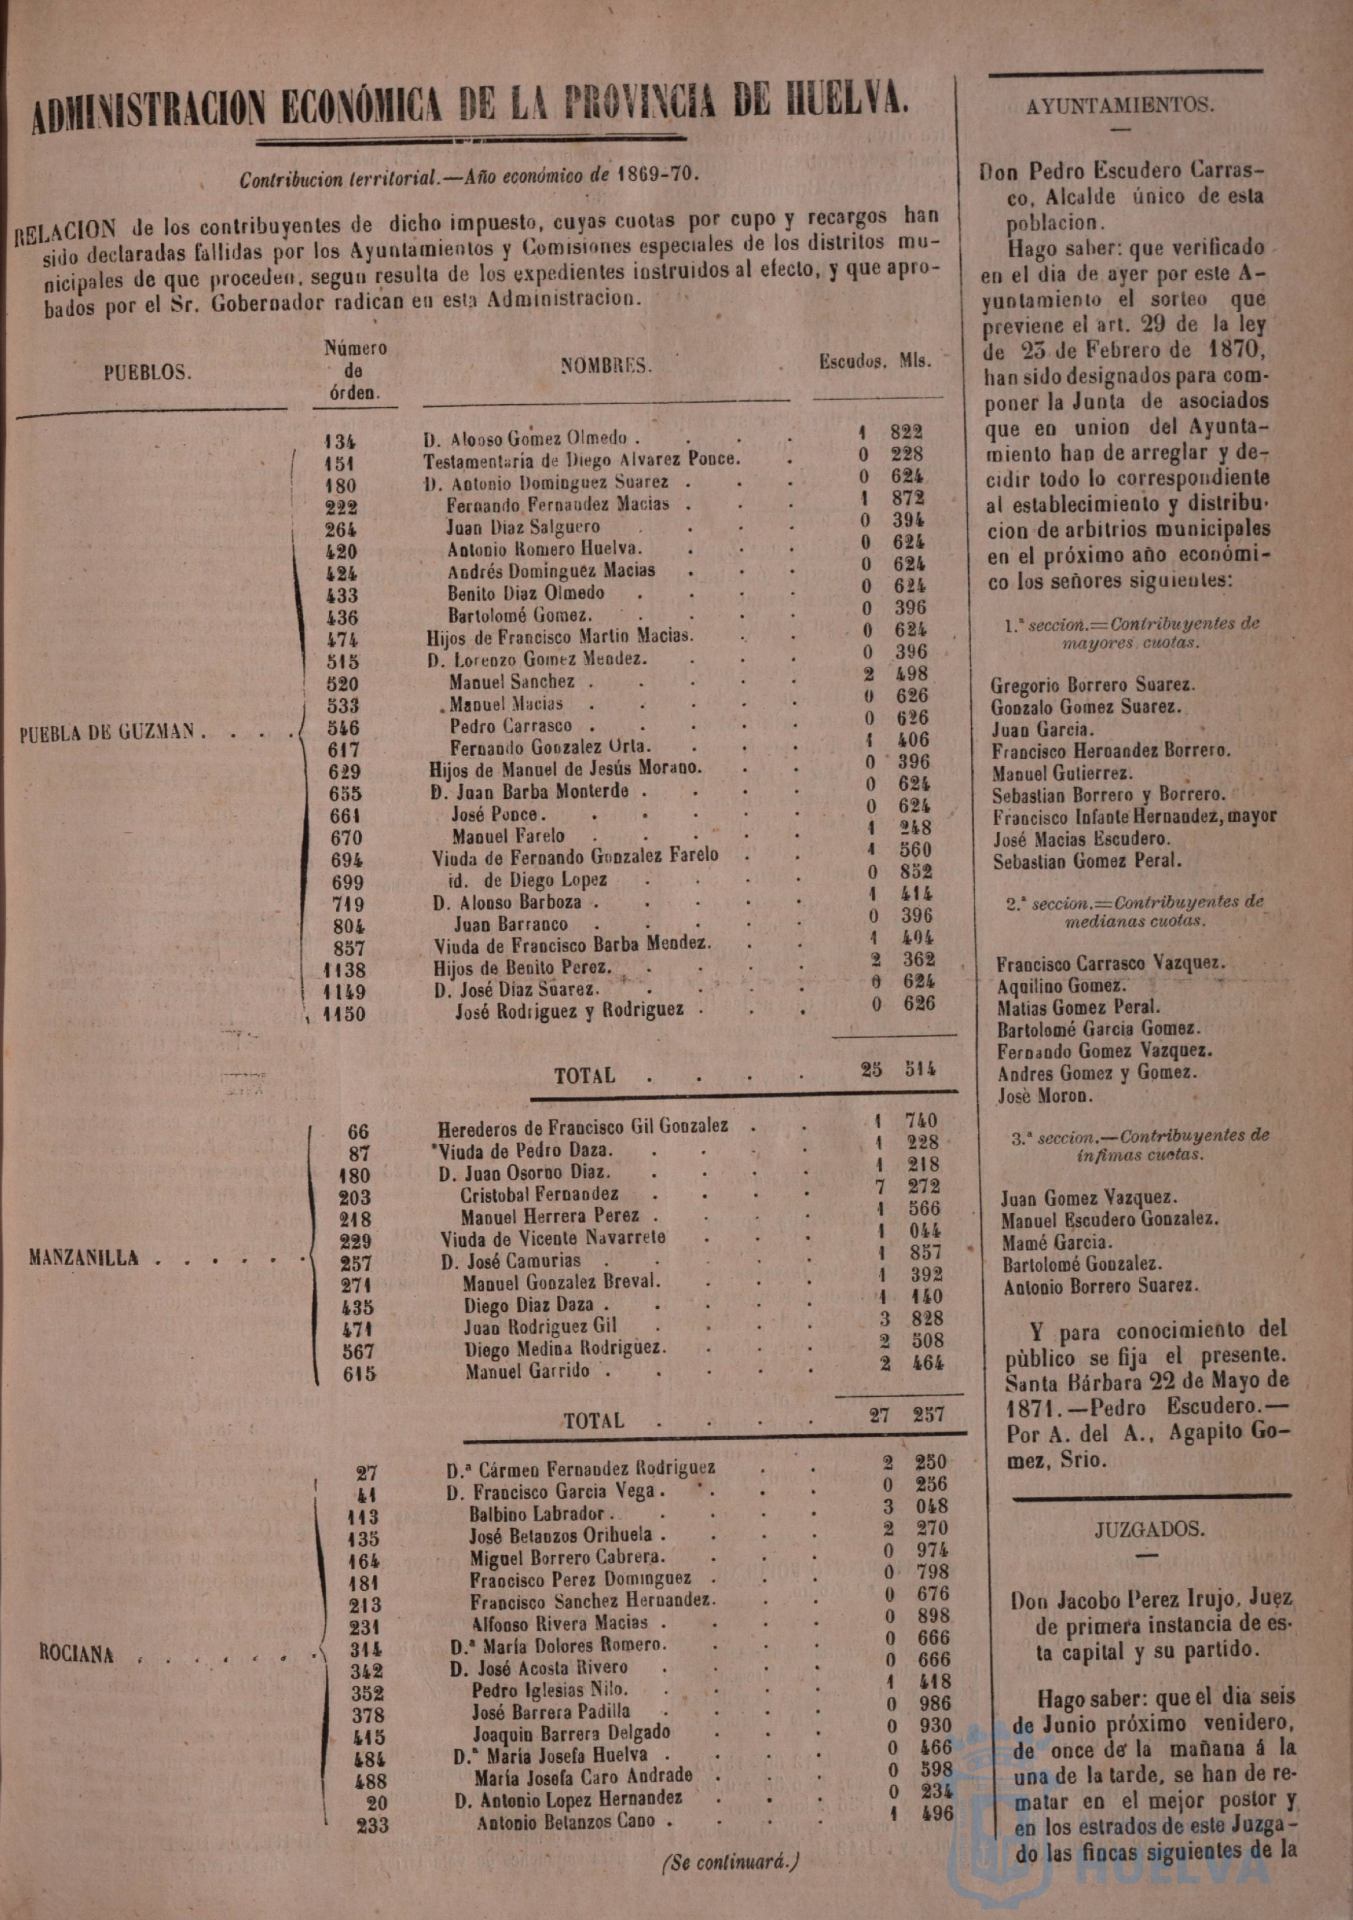 ADMINISTRACION ECONÓMICA DE LA PROVINCIA DE HUELVA.
Contribucion territorial.—Año económico de 1869-70.
RELACION de los contribuyentes de dicho impuesto, cuyas cuotas por cupo y recargos han
sido declaradas fallidas por los Ayuntamientos y Comisiones especiales de los distritos mu-
nicipales de que proceden, segun resulta de los expedientes instruidos al efecto, y que apro-
bados por el Sr. Gobernador radican en esta Administracion.
PUEBLOS. Número de órden. NOMBRES. Escudos. Mls.
PUEBLA DE GUZMAN . . . .
134 D. Alonso Gomez Olmedo . . . . 1 822
151 Testamentaría de Diego Alvarez Ponce. . 0 228
180 D. Antonio Dominguez Suarez . . . . 0 624
222 Fernando Fernandez Macias . . . . 1 872
264 Juan Diaz Salguero . . . . 0 394
420 Antonio Romero Huelva. . . . 0 624
424 Andrés Dominguez Macias . . . 0 624
433 Benito Diaz Olmedo . . . . 0 624
436 Bartolomé Gomez. . . . . 0 396
474 Hijos de Francisco Martin Macias. . . 0 624
515 D. Lorenzo Gomez Mendez. . . . 0 396
520 Manuel Sanchez . . . . . 2 498
533 Manuel Macias . . . . . 0 626
546 Pedro Carrasco . . . . . 0 626
617 Fernando Gonzalez Orta. . . . 1 406
629 Hijos de Manuel de Jesús Morano. . . 0 396
655 D. Juan Barba Monterde . . . . 0 624
661 José Ponce. . . . . . 0 624
670 Manuel Farelo . . . . . 1 248
694 Viuda de Fernando Gonzalez Farelo . . 1 560
699 id. de Diego Lopez . . . . 0 852
719 D. Alonso Barboza . . . . . 1 414
804 Juan Barranco . . . . . 0 396
857 Viuda de Francisco Barba Mendez. . . 1 404
1138 Hijos de Benito Perez. . . . . 2 362
1149 D. José Diaz Suarez. . . . . 0 624
1150 José Rodriguez y Rodriguez . . . 0 626
TOTAL . . . . 25 514
MANZANILLA . . . . . .
66 Herederos de Francisco Gil Gonzalez . . 1 740
87 Viuda de Pedro Daza. . . . . 1 228
180 D. Juan Osorno Diaz. . . . . 1 218
203 Cristobal Fernandez . . . . 7 272
218 Manuel Herrera Perez . . . . 1 566
229 Viuda de Vicente Navarrete . . . 1 044
257 D. José Camurias . . . . . 1 857
271 Manuel Gonzalez Breval. . . . 1 392
435 Diego Diaz Daza . . . . . 1 140
471 Juan Rodriguez Gil . . . . 3 828
567 Diego Medina Rodriguez. . . . 2 508
615 Manuel Garrido . . . . . 2 464
TOTAL . . . . 27 257
ROCIANA . . . . . . .
27 D.ª Cármen Fernandez Rodriguez . . 2 250
41 D. Francisco Garcia Vega . . . . 0 256
113 Balbino Labrador . . . . . 3 048
135 José Betanzos Orihuela . . . . 2 270
164 Miguel Borrero Cabrera. . . . 0 974
181 Francisco Perez Dominguez . . . 0 798
213 Francisco Sanchez Hernandez. . . 0 676
231 Alfonso Rivera Macias . . . . 0 898
314 D.ª María Dolores Romero. . . . 0 666
342 D. José Acosta Rivero . . . . 0 666
352 Pedro Iglesias Nilo. . . . . 1 418
378 José Barrera Padilla . . . . 0 986
415 Joaquin Barrera Delgado . . . 0 930
484 D.ª María Josefa Huelva . . . . 0 466
488 María Josefa Caro Andrade . . . 0 598
20 D. Antonio Lopez Hernandez . . . 0 234
233 Antonio Betanzos Cano . . . . 1 496
(Se continuará.)
AYUNTAMIENTOS.
Don Pedro Escudero Carras-
co, Alcalde único de esta
poblacion.
Hago saber: que verificado
en el dia de ayer por este A-
yuntamiento el sorteo que
previene el art. 29 de la ley
de 23 de Febrero de 1870,
han sido designados para com-
poner la Junta de asociados
que en union del Ayunta-
miento han de arreglar y de-
cidir todo lo correspondiente
al establecimiento y distribu-
cion de arbitrios municipales
en el próximo año económi-
co los señores siguientes:
1.ª seccion.=Contribuyentes de
mayores cuotas.
Gregorio Borrero Suarez.
Gonzalo Gomez Suarez.
Juan Garcia.
Francisco Hernandez Borrero.
Manuel Gutierrez.
Sebastian Borrero y Borrero.
Francisco Infante Hernandez, mayor
José Macias Escudero.
Sebastian Gomez Peral.
2.ª seccion.=Contribuyentes de
medianas cuotas.
Francisco Carrasco Vazquez.
Aquilino Gomez.
Matias Gomez Peral.
Bartolomé Garcia Gomez.
Fernando Gomez Vazquez.
Andres Gomez y Gomez.
Josè Moron.
3.ª seccion.—Contribuyentes de
ínfimas cuotas.
Juan Gomez Vazquez.
Manuel Escudero Gonzalez.
Mamé Garcia.
Bartolomé Gonzalez.
Antonio Borrero Suarez.
Y para conocimiento del
pùblico se fija el presente.
Santa Bárbara 22 de Mayo de
1871.—Pedro Escudero.—
Por A. del A., Agapito Go-
mez, Srio.
JUZGADOS.
Don Jacobo Perez Irujo, Juez
de primera instancia de es-
ta capital y su partido.
Hago saber: que el dia seis
de Junio próximo venidero,
de once de la mañana á la
una de la tarde, se han de re-
matar en el mejor postor y
en los estrados de este Juzga-
do las fincas siguientes de la
HUELVA